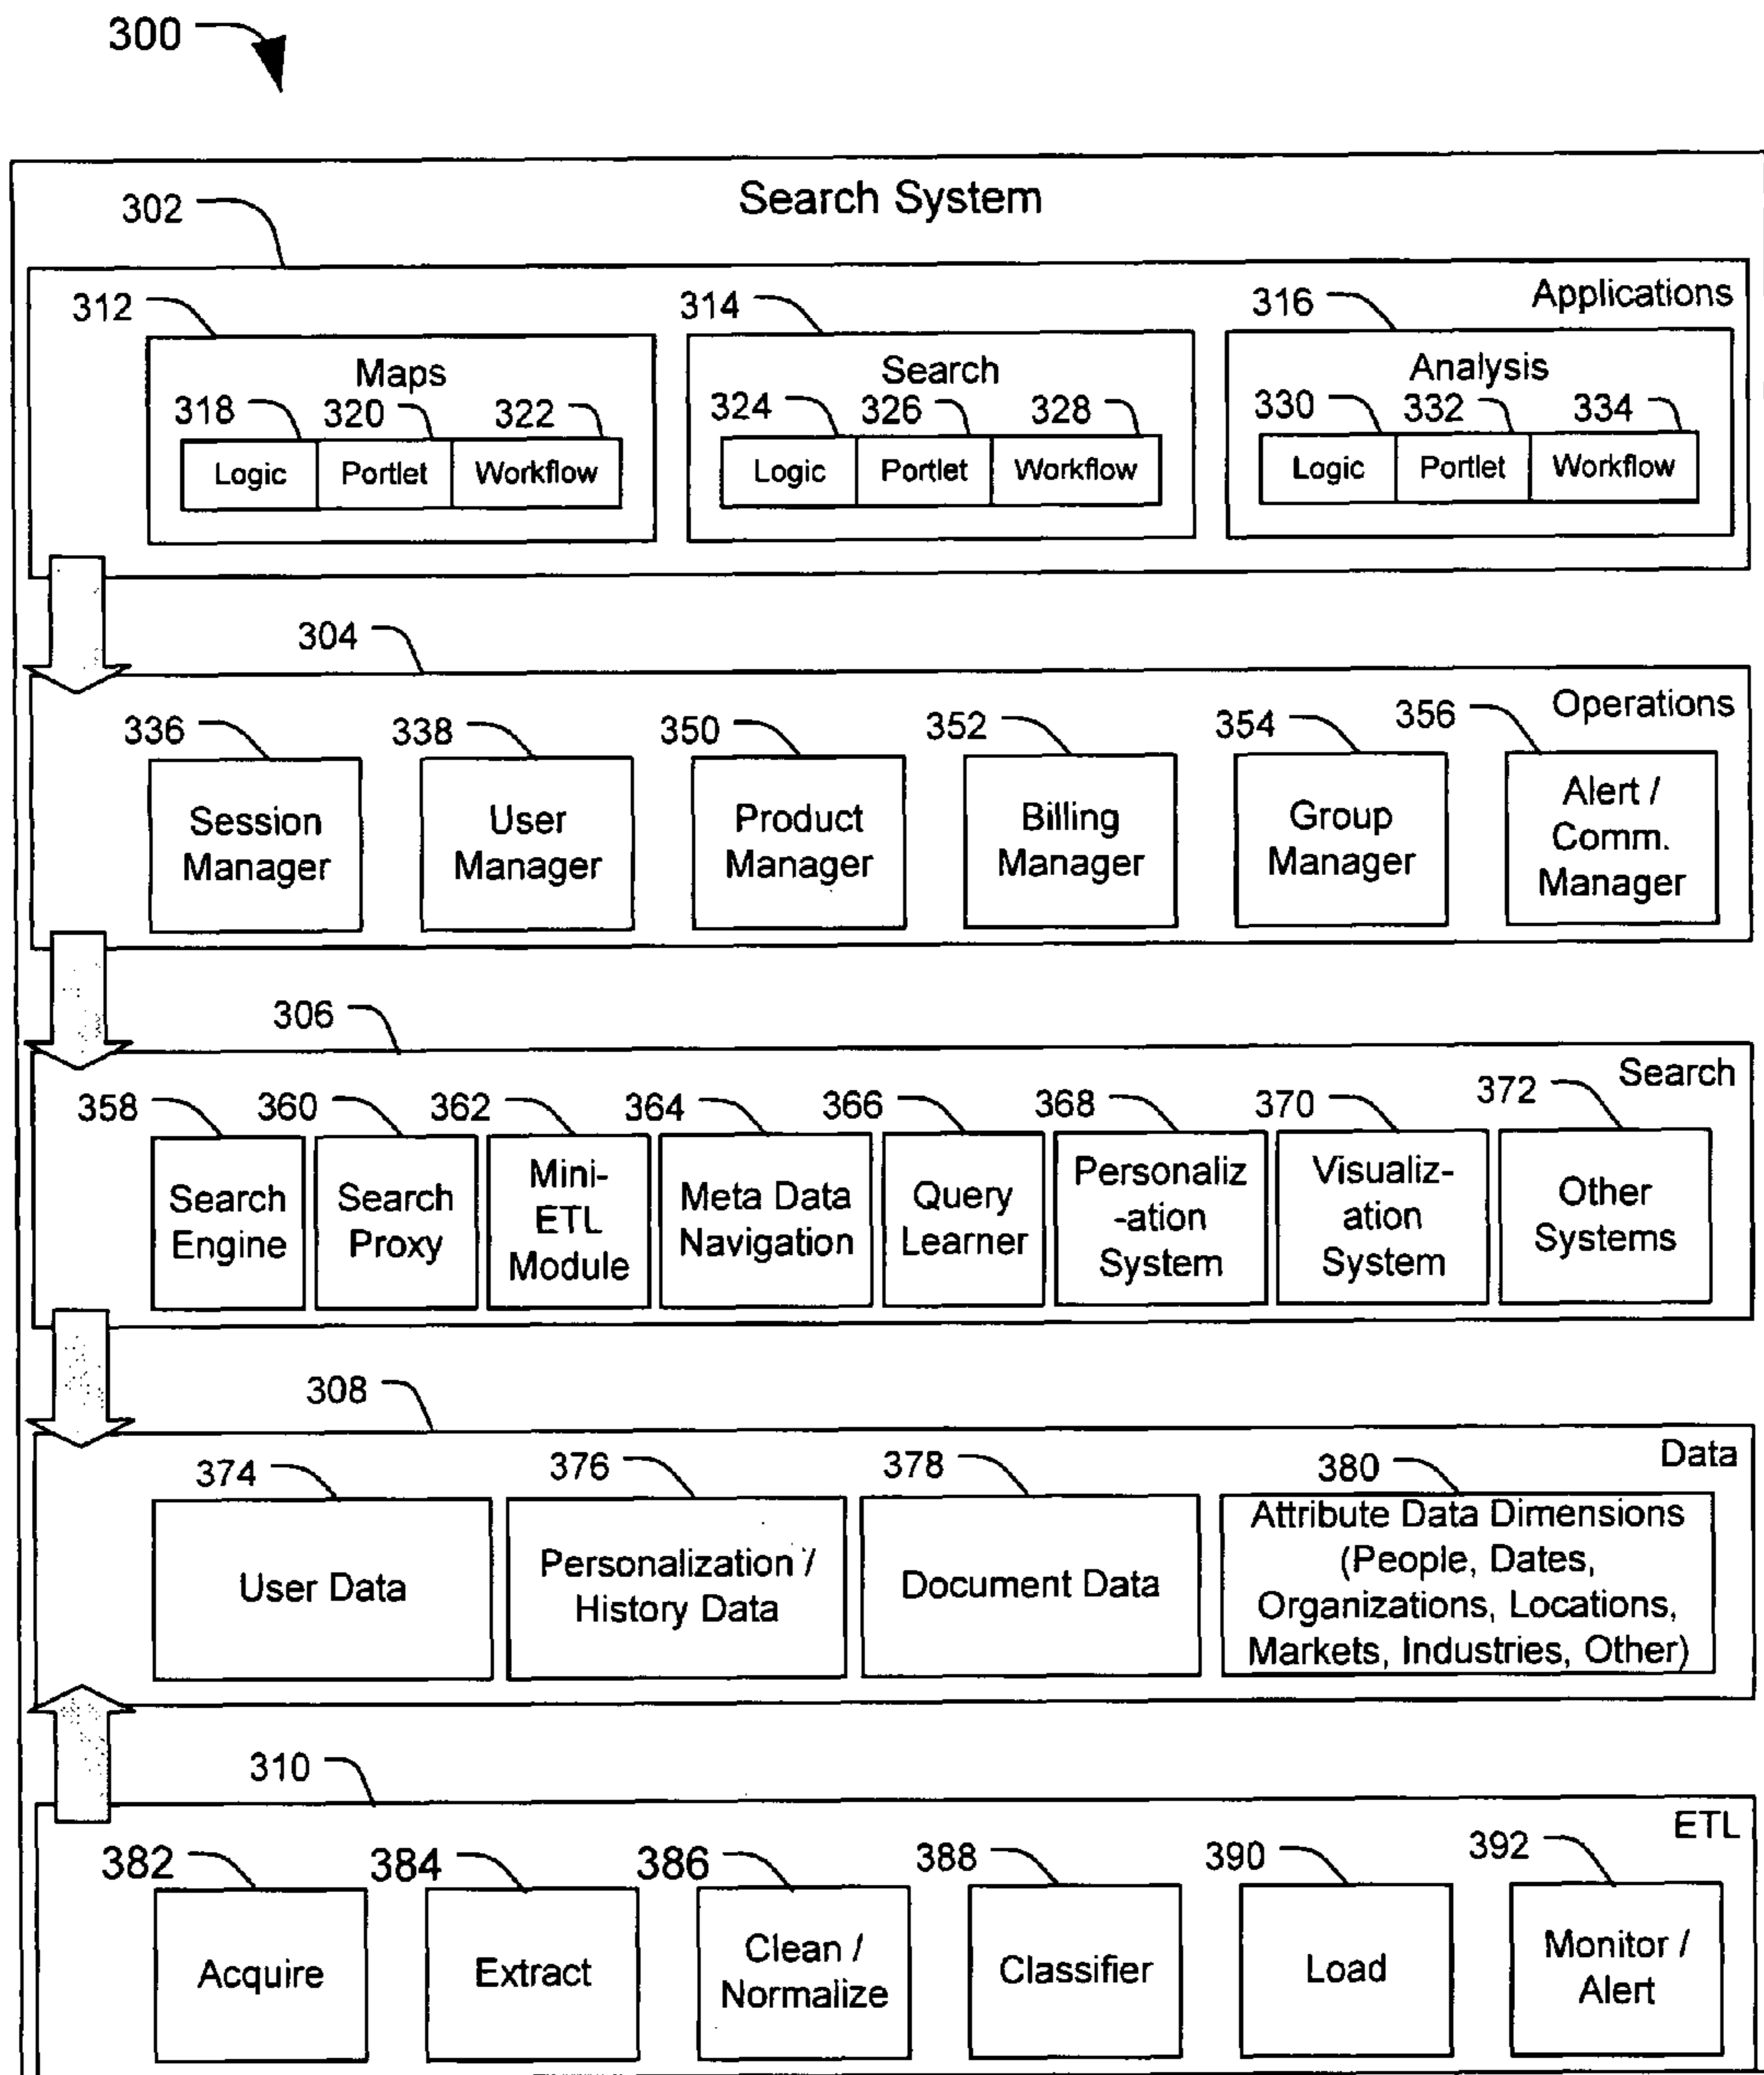 300
Search System
302
Applications
312
314
316
Maps
Search
Analysis
318
320
322
324
326
328
330
332
334
Logic
Portlet
Workflow
Logic
Portlet
Workflow
Logic
Portlet
Workflow
304
Operations
336
338
350
352
354
356
Session
Manager
User
Manager
Product
Manager
Billing
Manager
Group
Manager
Alert /
Comm.
Manager
306
Search
358
360
362
364
366
368
370
372
Search
Engine
Search
Proxy
Mini-
ETL
Module
Meta Data
Navigation
Query
Learner
Personaliz
-ation
System
Visualiz-
ation
System
Other
Systems
308
Data
374
376
378
380
User Data
Personalization /
History Data
Document Data
Attribute Data Dimensions
(People, Dates,
Organizations, Locations,
Markets, Industries, Other)
310
ETL
382
384
386
388
390
392
Acquire
Extract
Clean /
Normalize
Classifier
Load
Monitor /
Alert